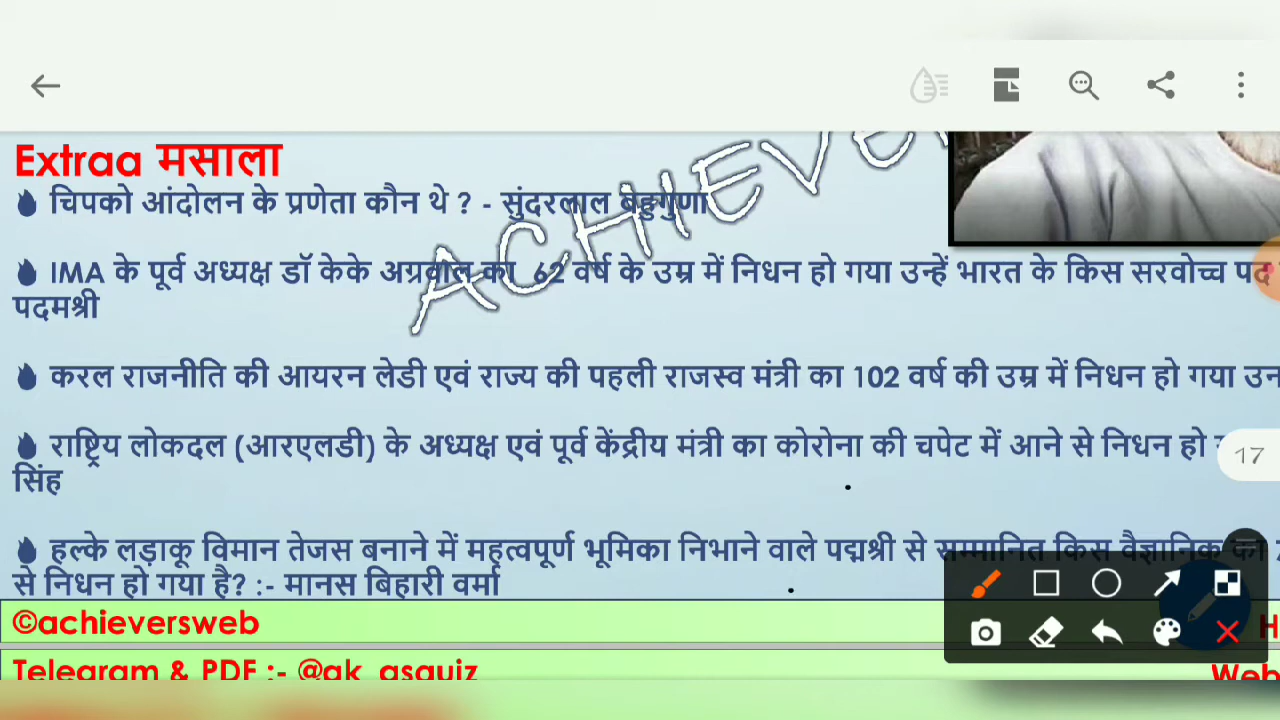 Extraa मसाला
ACHIEVE
चिपको आंदोलन के प्रणेता कौन थे ? - सुंदरलाल बहुगुणा
IMA के पूर्व अध्यक्ष डॉ केके अग्रवाल का 62 वर्ष के उम्र में निधन हो गया उन्हें भारत के किस सरवोच्च पद
पदमश्री
करल राजनीति की आयरन लेडी एवं राज्य की पहली राजस्व मंत्री का 102 वर्ष की उम्र में निधन हो गया उन
राष्ट्रिय लोकदल (आरएलडी) के अध्यक्ष एवं पूर्व केंद्रीय मंत्री का कोरोना की चपेट में आने से निधन हो
17
सिंह
हल्के लड़ाकू विमान तेजस बनाने में महत्वपूर्ण भूमिका निभाने वाले पद्मश्री से सम्मानित किस वैज्ञानिक का
से निधन हो गया है? :- मानस बिहारी वर्मा
©achieversweb
H
Telegram & PDF :- @ak_asquiz
Web